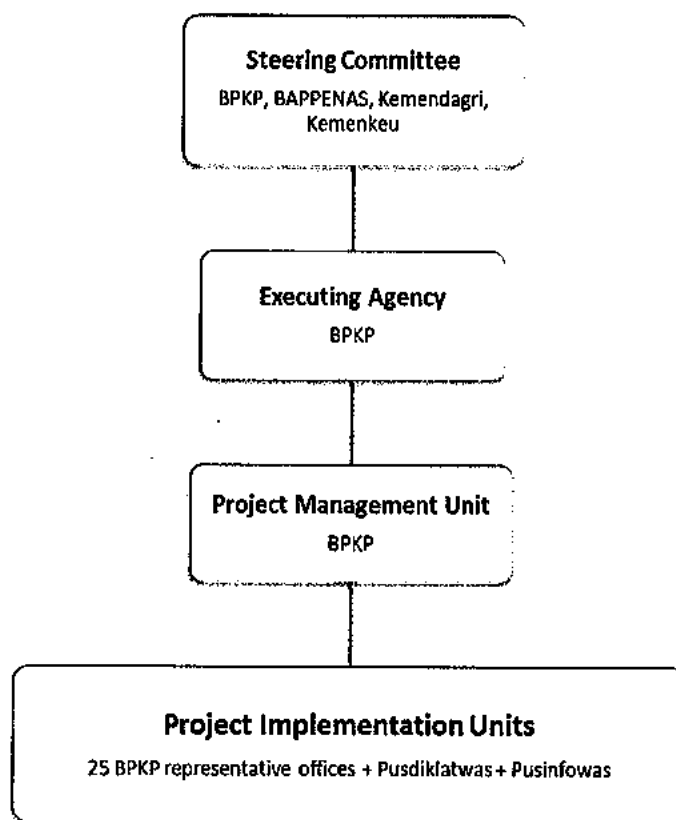 Steering Committee
BPKP, BAPPENAS, Kemendagri,
Kemenkeu
Executing Agency
BPKP
Project Management Unit
BPKP
Project Implementation Units
25 BPKP representative offices + Pusdiklatwas + Pusinfowas